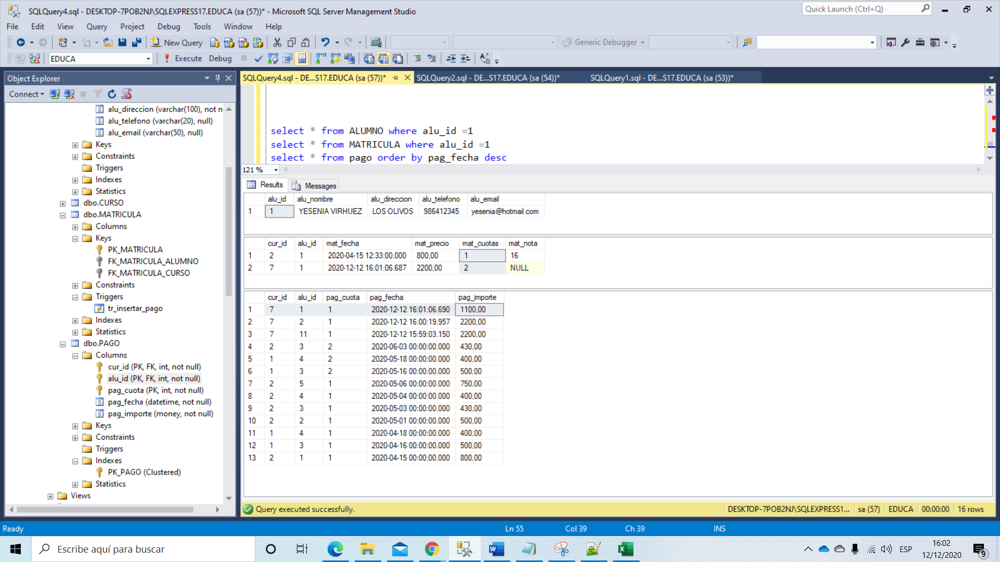 SQLQuery4.sql - DESKTOP-7POB2NJ\SQLEXPRESS17.EDUCA (sa (57))* - Microsoft SQL Server Management Studio
Quick Launch (Ctrl+Q)
File Edit View Query Project Debug Tools Window Help
New Query
Generic Debugger
EDUCA
Execute Debug
Object Explorer
Connect
alu_direccion (varchar(100), not n
alu_telefono (varchar(20), null)
alu_email (varchar(50), null)
Keys
Constraints
Triggers
Indexes
Statistics
dbo.CURSO
dbo.MATRICULA
Columns
Keys
PK_MATRICULA
FK_MATRICULA_ALUMNO
FK_MATRICULA_CURSO
Constraints
Triggers
tr_insertar_pago
Indexes
Statistics
dbo.PAGO
Columns
cur_id (PK, FK, int, not null)
alu_id (PK, FK, int, not null)
pag_cuota (PK, int, not null)
pag_fecha (datetime, not null)
pag_importe (money, not null)
Keys
Constraints
Triggers
Indexes
PK_PAGO (Clustered)
Statistics
Views
SQLQuery4.sql - DE...S17.EDUCA (sa (57))* SQLQuery2.sql - DE...S17.EDUCA (sa (54))* SQLQuery1.sql - DE...S17.EDUCA (sa (53))*
select * from ALUMNO where alu_id =1
select * from MATRICULA where alu_id =1
select * from pago order by pag_fecha desc
121 %
Results Messages
alu_id alu_nombre alu_direccion alu_telefono alu_email
1 1 YESENIA VIRHUEZ LOS OLIVOS 986412345 yesenia@hotmail.com
cur_id alu_id mat_fecha mat_precio mat_cuotas mat_nota
1 2 1 2020-04-15 12:33:00.000 800,00 1 16
2 7 1 2020-12-12 16:01:06.687 2200,00 2 NULL
cur_id alu_id pag_cuota pag_fecha pag_importe
1 7 1 1 2020-12-12 16:01:06.690 1100,00
2 7 2 1 2020-12-12 16:00:19.957 2200,00
3 7 11 1 2020-12-12 15:59:03.150 2200,00
4 2 3 2 2020-06-03 00:00:00.000 430,00
5 1 4 2 2020-05-18 00:00:00.000 400,00
6 1 3 2 2020-05-16 00:00:00.000 500,00
7 2 5 1 2020-05-06 00:00:00.000 750,00
8 2 4 1 2020-05-04 00:00:00.000 400,00
9 2 3 1 2020-05-03 00:00:00.000 430,00
10 2 2 1 2020-05-01 00:00:00.000 500,00
11 1 4 1 2020-04-18 00:00:00.000 400,00
12 1 3 1 2020-04-16 00:00:00.000 500,00
13 2 1 1 2020-04-15 00:00:00.000 800,00
Query executed successfully. DESKTOP-7POB2NJ\SQLEXPRESS1... sa (57) EDUCA 00:00:00 16 rows
Ready Ln 55 Col 39 Ch 39 INS
Escribe aquí para buscar
ESP
16:02
12/12/2020
9